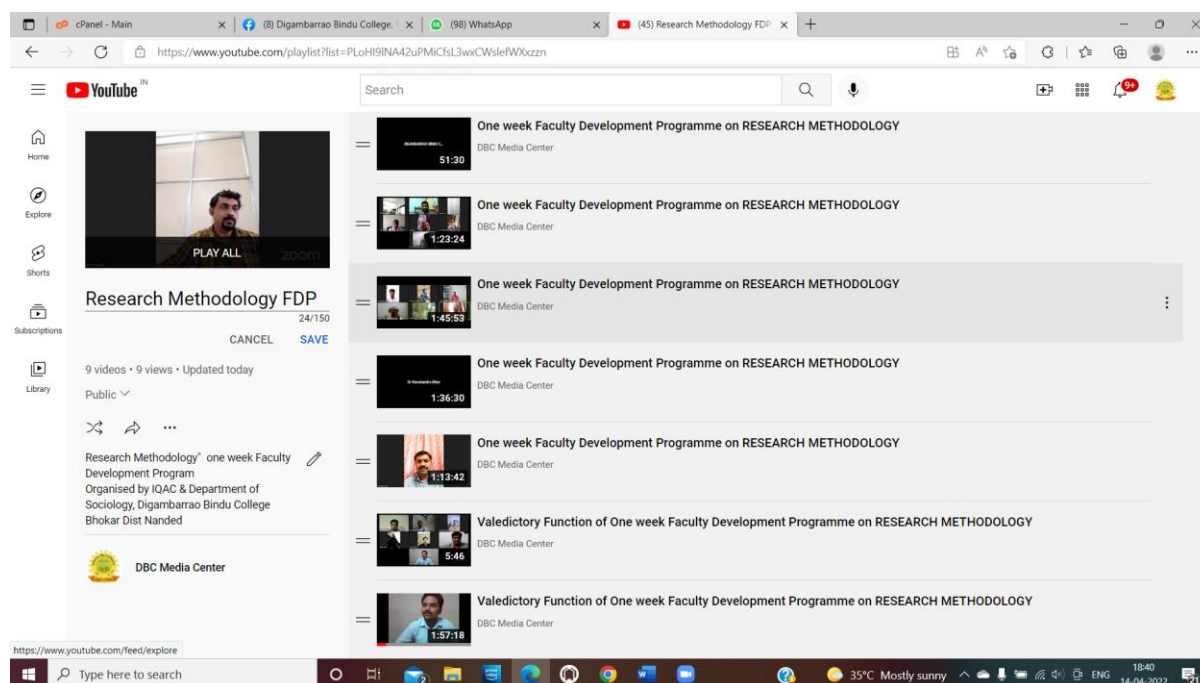 cPanel - Main
(8) Digambarrao Bindu College,
(98) WhatsApp
(45) Research Methodology FDP
https://www.youtube.com/playlist?list=PLoHI9INA42uPMiCfsL3wxCWslefWXxzzn
YouTube IN
Search
9+
Home
Explore
Shorts
Subscriptions
Library
PLAY ALL
zoom
Research Methodology FDP
24/150
CANCEL SAVE
9 videos • 9 views • Updated today
Public
Research Methodology" one week Faculty
Development Program
Organised by IQAC & Department of
Sociology, Digambarrao Bindu College
Bhokar Dist Nanded
DBC Media Center
One week Faculty Development Programme on RESEARCH METHODOLOGY
DBC Media Center
51:30
One week Faculty Development Programme on RESEARCH METHODOLOGY
DBC Media Center
1:23:24
One week Faculty Development Programme on RESEARCH METHODOLOGY
DBC Media Center
1:45:53
One week Faculty Development Programme on RESEARCH METHODOLOGY
DBC Media Center
1:36:30
One week Faculty Development Programme on RESEARCH METHODOLOGY
DBC Media Center
1:13:42
Valedictory Function of One week Faculty Development Programme on RESEARCH METHODOLOGY
DBC Media Center
5:46
Valedictory Function of One week Faculty Development Programme on RESEARCH METHODOLOGY
DBC Media Center
1:57:18
https://www.youtube.com/feed/explore
Type here to search
35°C Mostly sunny
ENG
18:40
14-04-2022
21